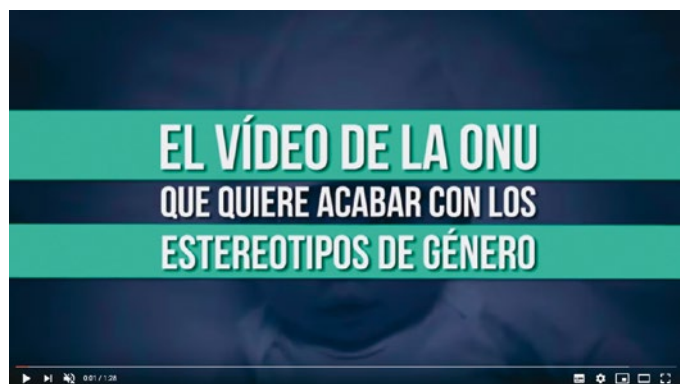 EL VÍDEO DE LA ONU
QUE QUIERE ACABAR CON LOS
ESTEREOTIPOS DE GÉNERO
0:01 / 1:28